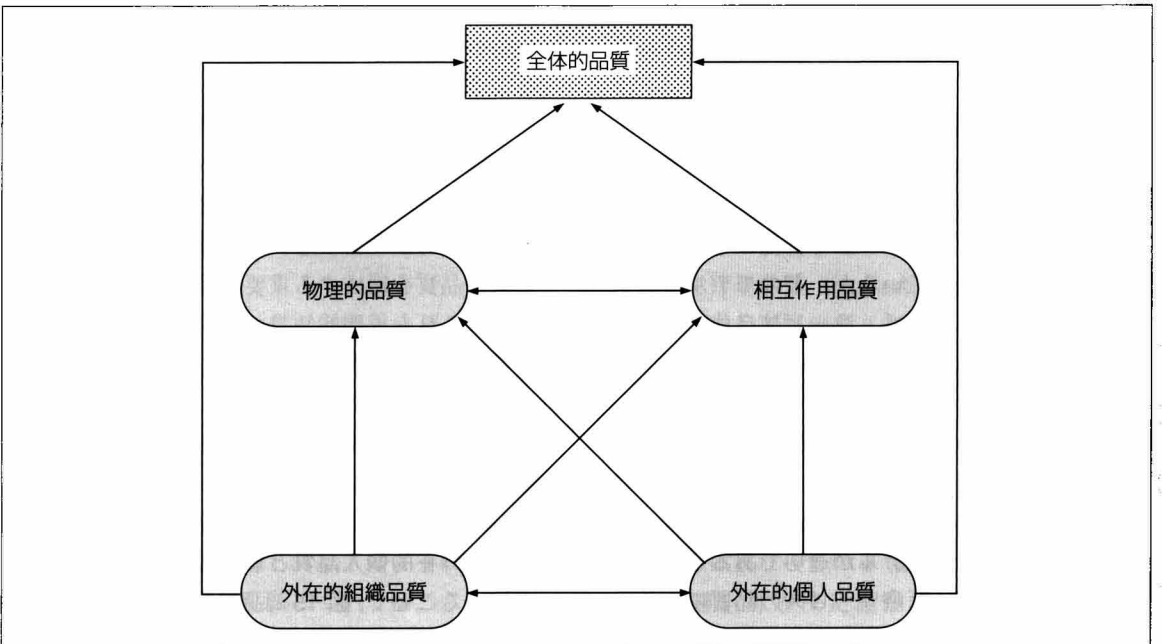 全体的品質
物理的品質
相互作用品質
外在的組織品質
外在的個人品質